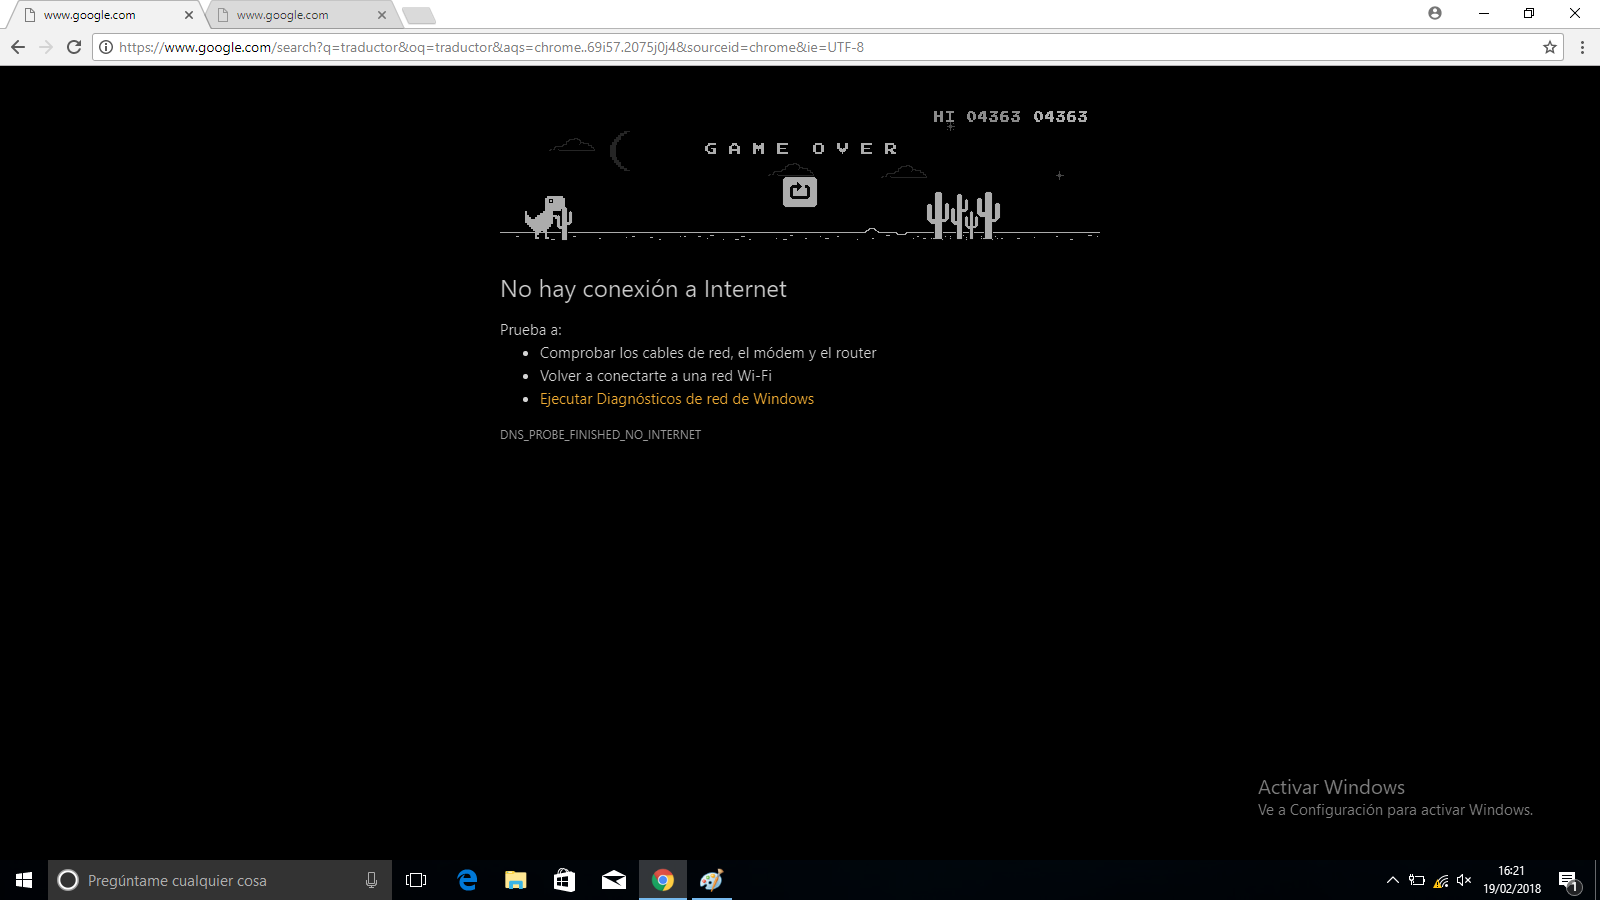 www.google.com
www.google.com
https://www.google.com/search?q=traductor&oq=traductor&aqs=chrome..69i57.2075j0j4&sourceid=chrome&ie=UTF-8
HI 04363 04363
GAME OVER
No hay conexión a Internet
Prueba a:
Comprobar los cables de red, el módem y el router
Volver a conectarte a una red Wi-Fi
Ejecutar Diagnósticos de red de Windows
DNS_PROBE_FINISHED_NO_INTERNET
Activar Windows
Ve a Configuración para activar Windows.
Pregúntame cualquier cosa
16:21
19/02/2018
1